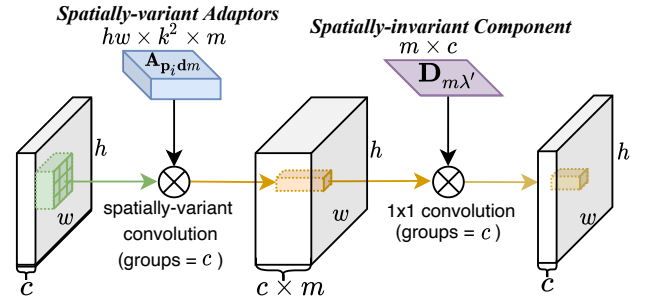 Spatially-variant Adaptors
hw × k² × m
A_{p_i d m}
Spatially-invariant Component
m × c
D_{mλ′}
h
w
c
spatially-variant
convolution
(groups = c )
h
w
c × m
1x1 convolution
(groups = c )
h
w
c